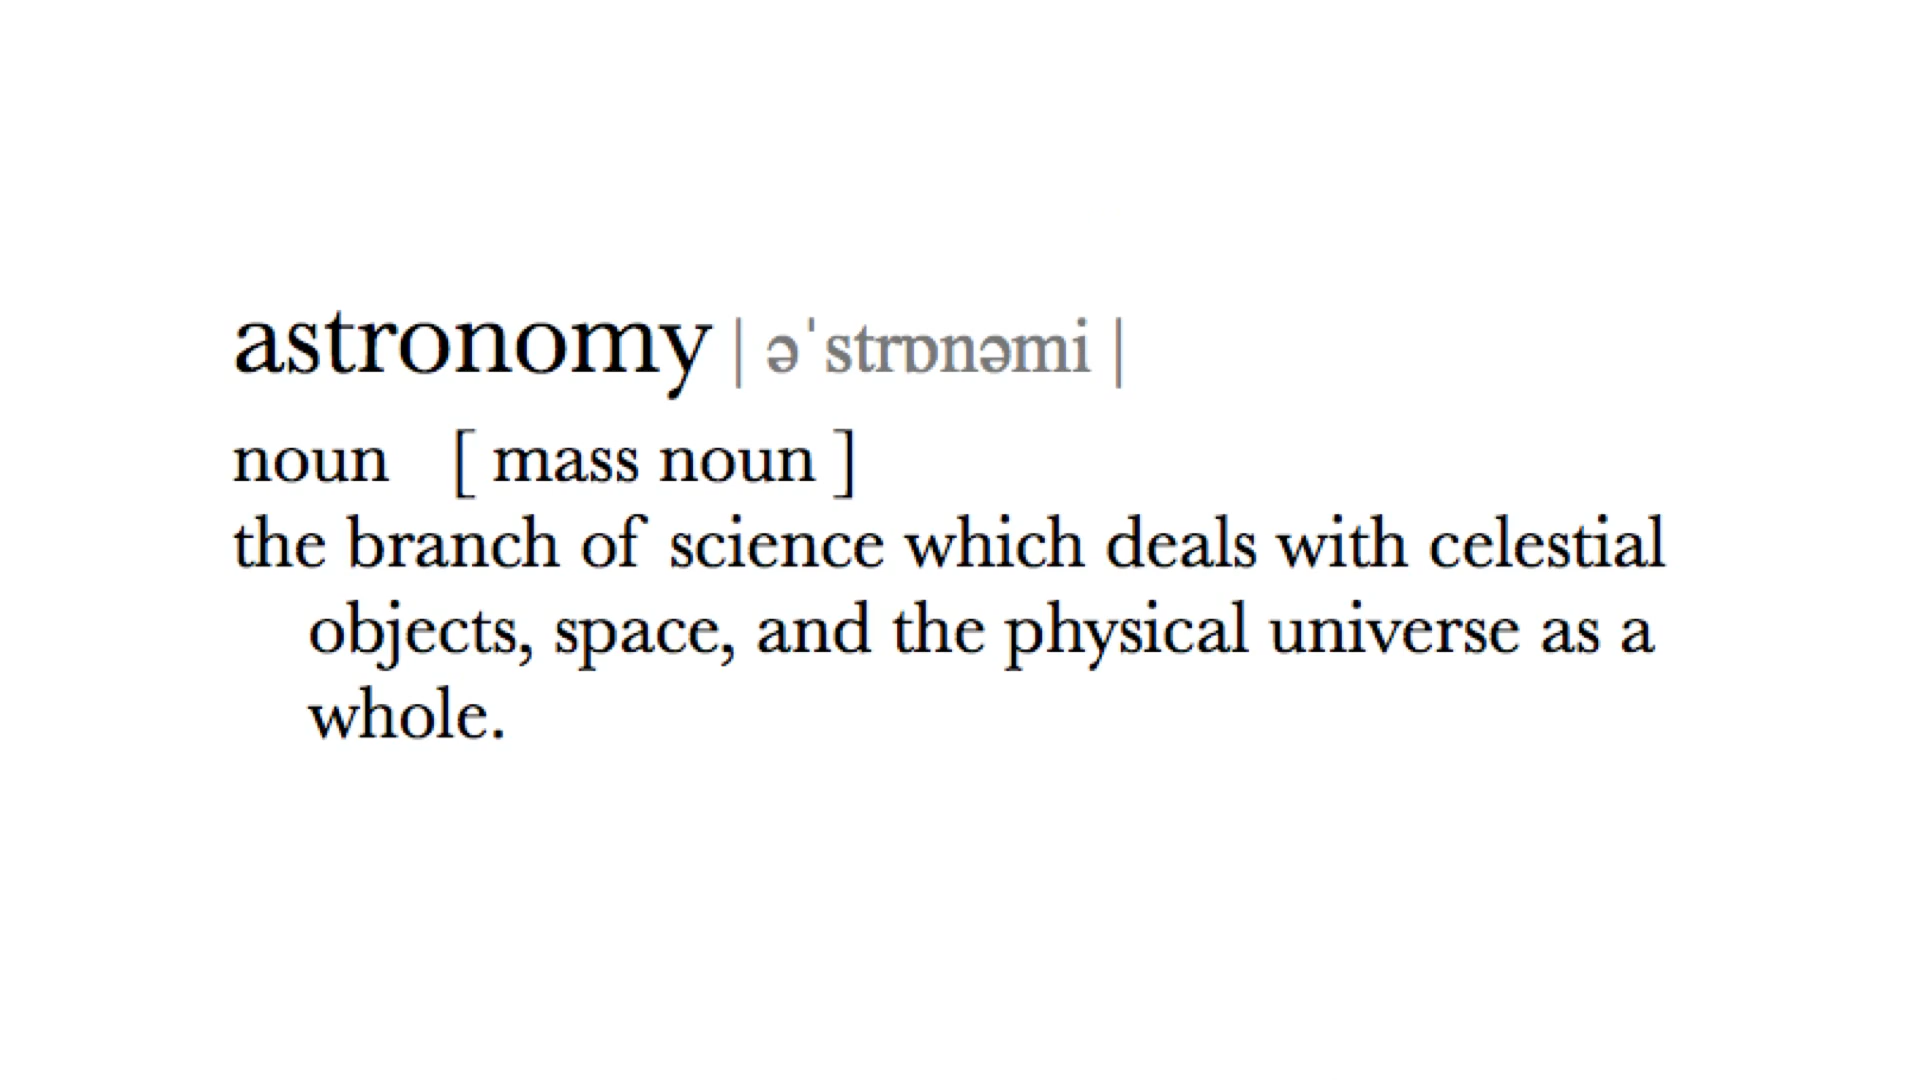 astronomy | əˈstrɒnəmi |
noun [ mass noun ]
the branch of science which deals with celestial
objects, space, and the physical universe as a
whole.